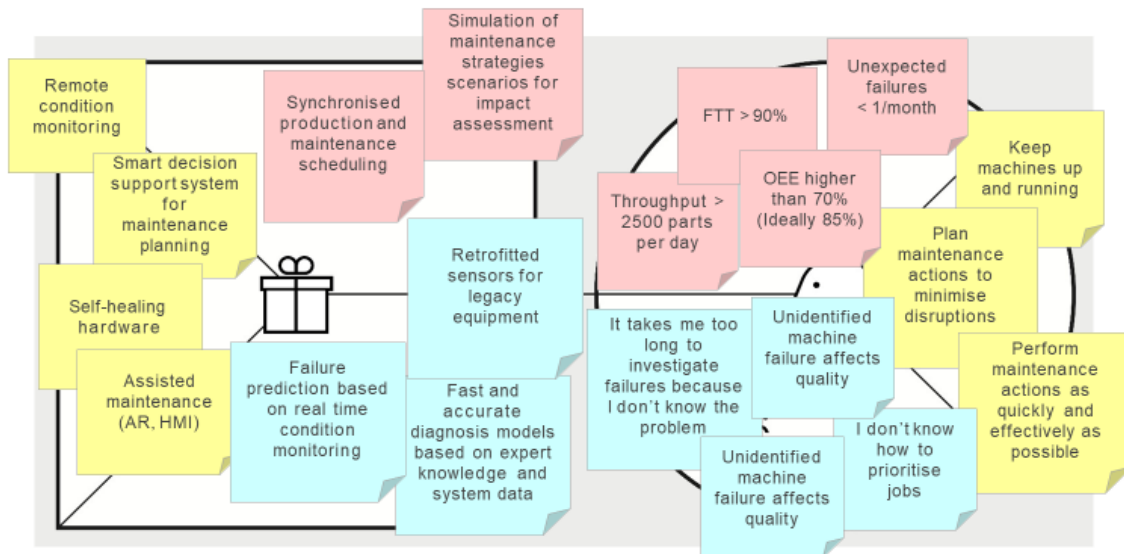 Remote
condition
monitoring
Smart decision
support system
for
maintenance
planning
Self-healing
hardware
Assisted
maintenance
(AR, HMI)
Synchronised
production and
maintenance
scheduling
Simulation of
maintenance
strategies
scenarios for
impact
assessment
Retrofitted
sensors for
legacy
equipment
Failure
prediction based
on real time
condition
monitoring
Fast and
accurate
diagnosis models
based on expert
knowledge and
system data
Throughput >
2500 parts
per day
FTT > 90%
OEE higher
than 70%
(Ideally 85%)
Unexpected
failures
< 1/month
Keep
machines up
and running
Plan
maintenance
actions to
minimise
disruptions
Perform
maintenance
actions as
quickly and
effectively as
possible
It takes me too
long to
investigate
failures because
I don't know the
problem
Unidentified
machine
failure affects
quality
Unidentified
machine
failure affects
quality
I don't know
how to
prioritise
jobs